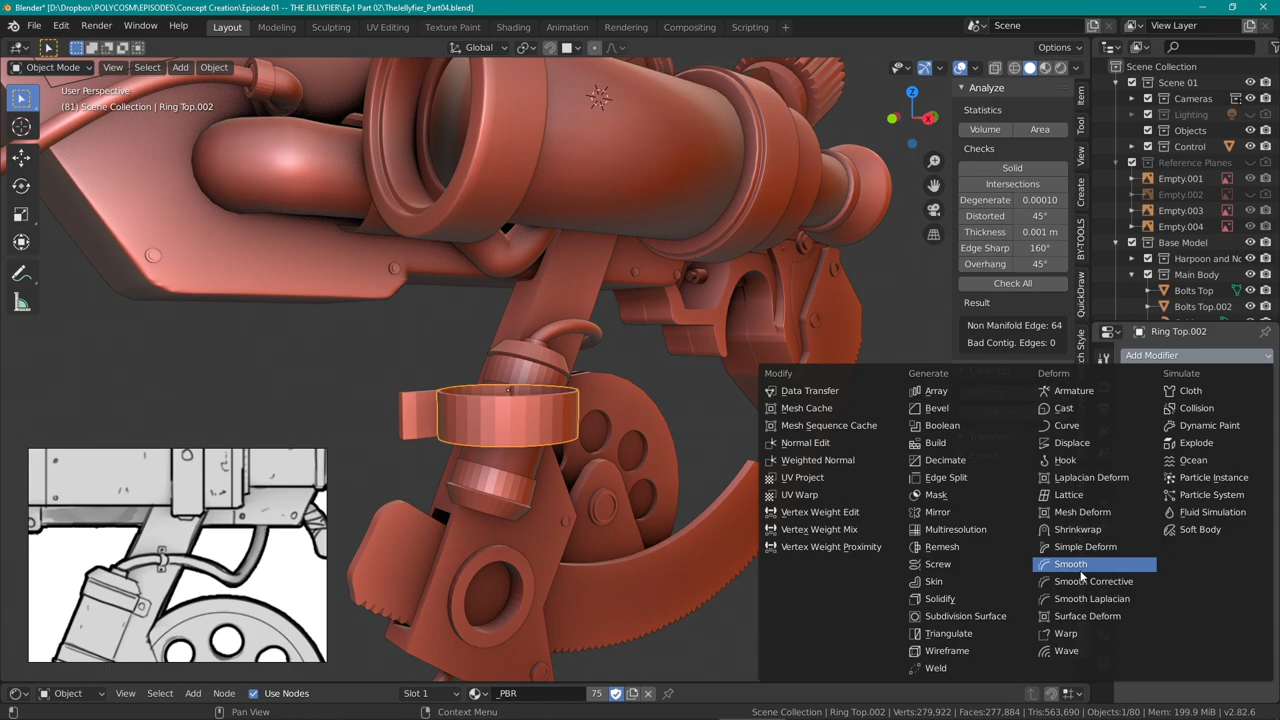 Blender* [D:\Dropbox\POLYCOSM\EPISODES\Concept Creation\Episode 01 -- THE JELLYFIER\Ep1 Part 02\TheJellyfier_Part04.blend]
File Edit Render Window Help Layout Modeling Sculpting UV Editing Texture Paint Shading Animation Rendering Compositing Scripting + Scene View Layer
Global Options
Object Mode View Select Add Object
User Perspective
(81) Scene Collection | Ring Top.002
Z
X
Analyze
Statistics
Volume Area
Checks
Solid
Intersections
Degenerate 0.00010
Distorted 45°
Thickness 0.001 m
Edge Sharp 160°
Overhang 45°
Check All
Result
Non Manifold Edge: 64
Bad Contig. Edges: 0
Item
Tool
View
Create
BY-TOOLS
QuickDraw
Scene Collection
Scene 01
Cameras
Lighting
Objects
Control
Reference Planes
Empty.001
Empty.002
Empty.003
Empty.004
Base Model
Harpoon and Nc
Main Body
Bolts Top
Bolts Top.002
Ring Top.002
Add Modifier
Modify
Data Transfer
Mesh Cache
Mesh Sequence Cache
Normal Edit
Weighted Normal
UV Project
UV Warp
Vertex Weight Edit
Vertex Weight Mix
Vertex Weight Proximity
Generate
Array
Bevel
Boolean
Build
Decimate
Edge Split
Mask
Mirror
Multiresolution
Remesh
Screw
Skin
Solidify
Subdivision Surface
Triangulate
Wireframe
Weld
Deform
Armature
Cast
Curve
Displace
Hook
Laplacian Deform
Lattice
Mesh Deform
Shrinkwrap
Simple Deform
Smooth
Smooth Corrective
Smooth Laplacian
Surface Deform
Warp
Wave
Simulate
Cloth
Collision
Dynamic Paint
Explode
Ocean
Particle Instance
Particle System
Fluid Simulation
Soft Body
Object View Select Add Node Use Nodes Slot 1 _PBR 75
Pan View Context Menu Scene Collection | Ring Top.002 | Verts:279,922 | Faces:277,884 | Tris:563,690 | Objects:1/80 | Mem: 199.9 MiB | v2.82.6